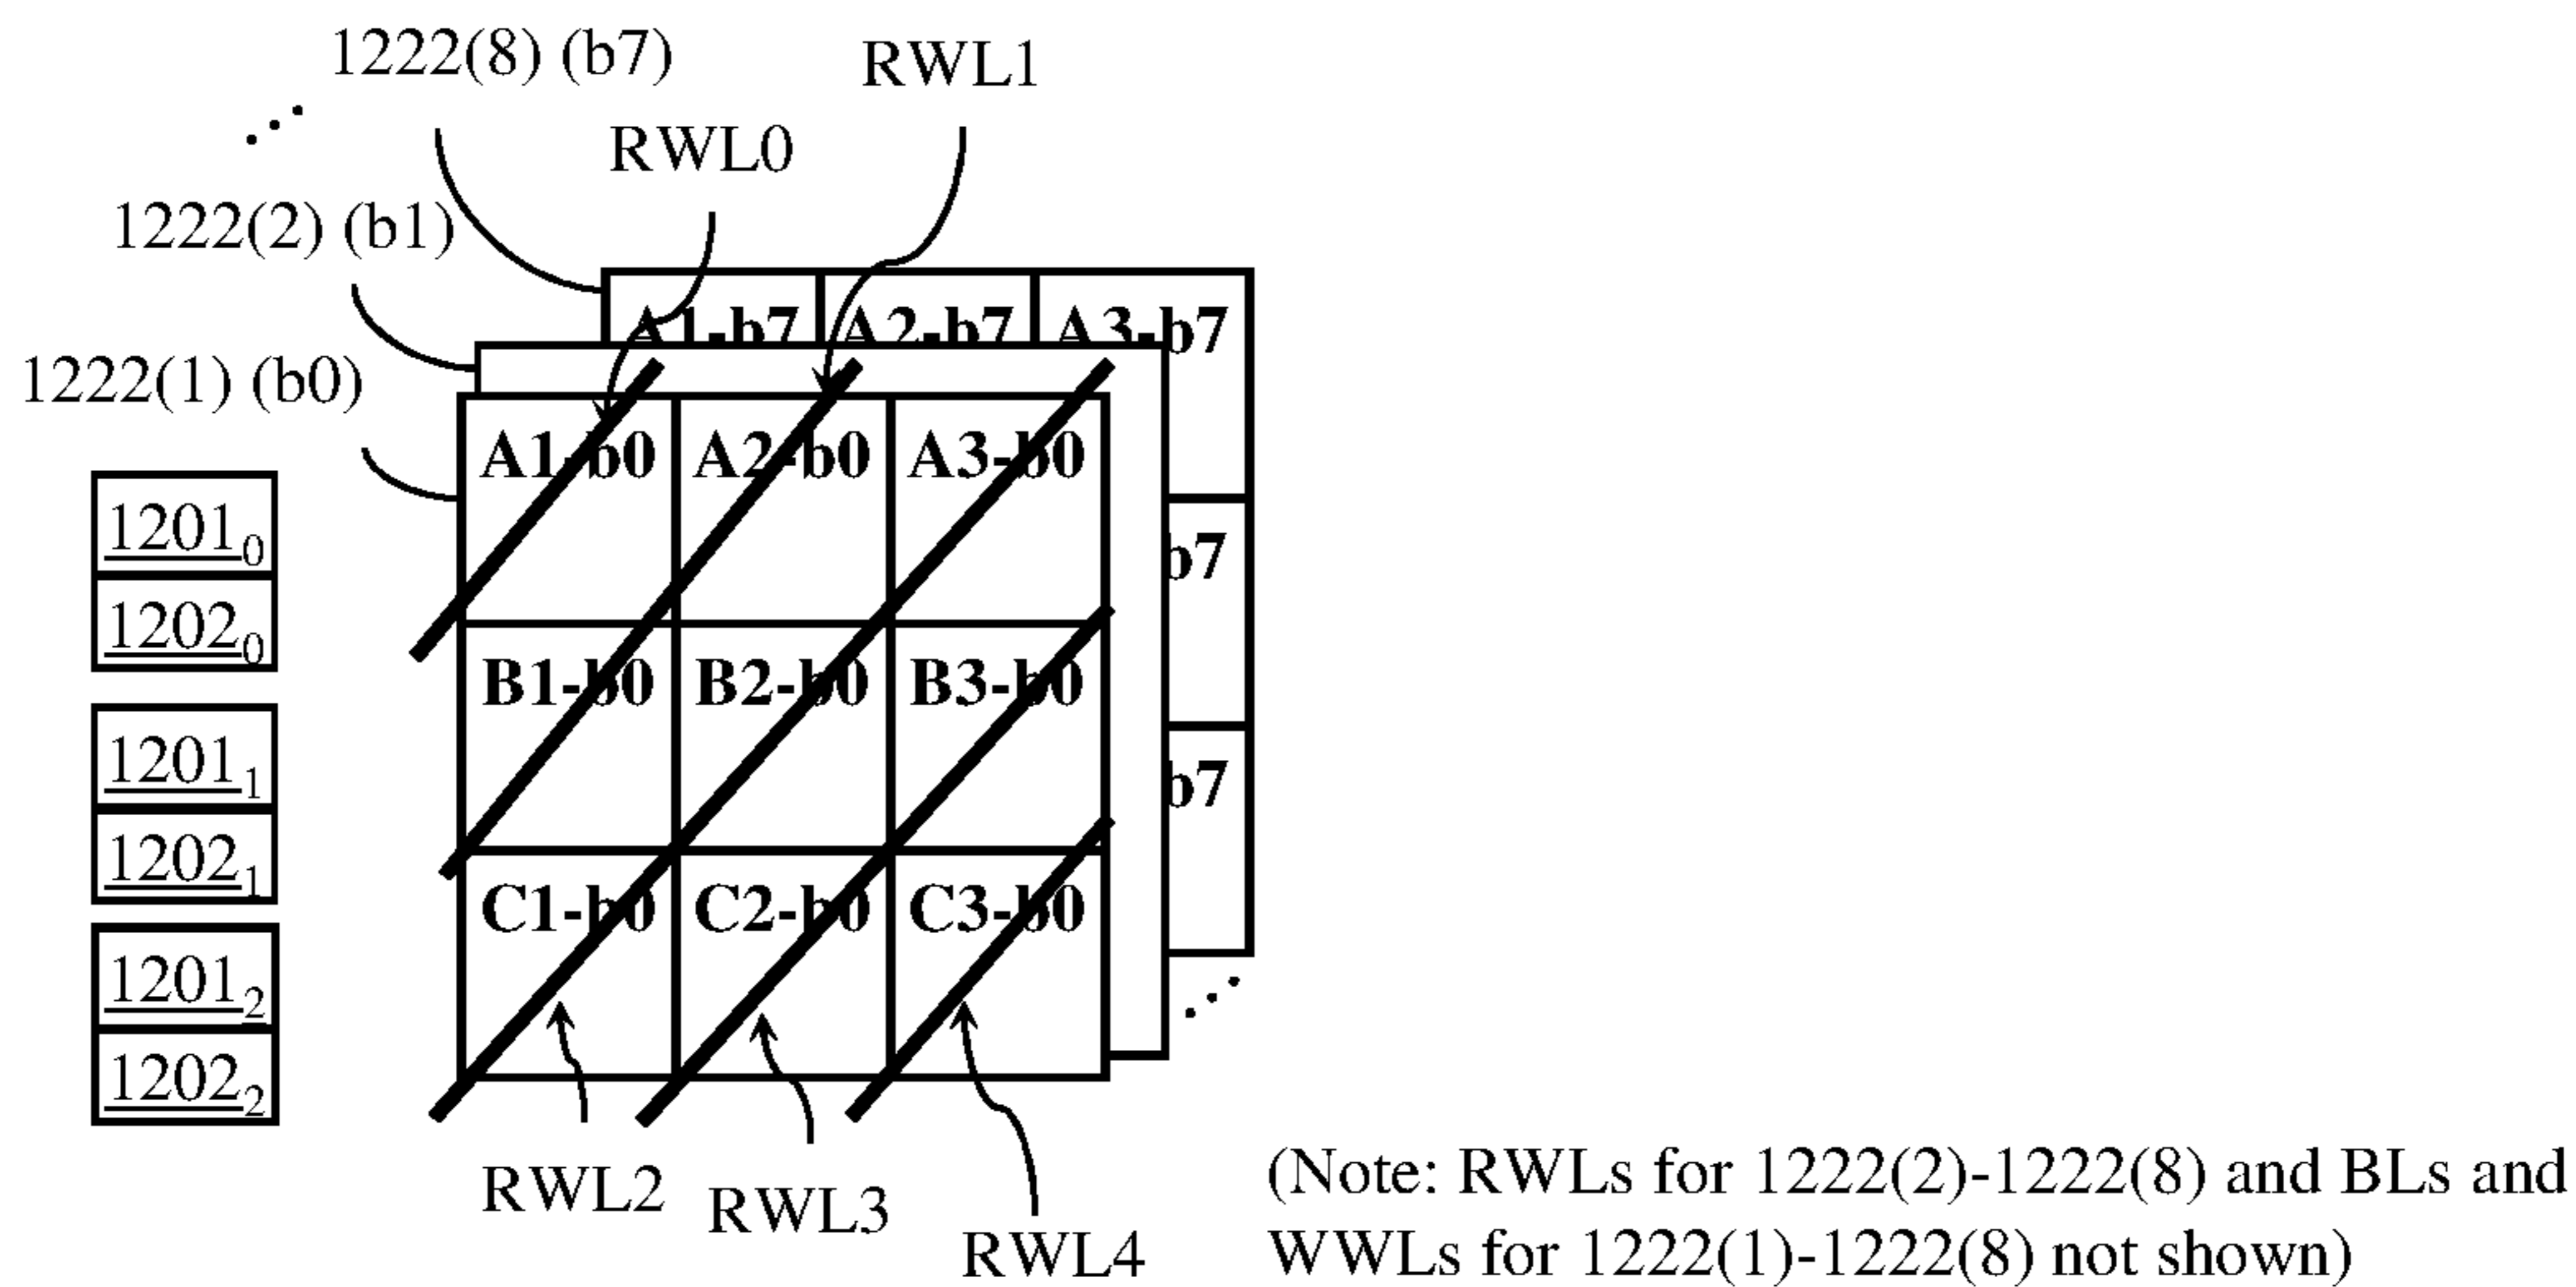 1222(8) (b7)
RWL1
RWL0
1222(2) (b1)
1222(1) (b0)
A1-b7 A2-b7 A3-b7
A1-b0 A2-b0 A3-b0
1201₀
1202₀
b7
B1-b0 B2-b0 B3-b0
1201₁
1202₁
b7
C1-b0 C2-b0 C3-b0
1201₂
1202₂
RWL2
RWL3
RWL4
(Note: RWLs for 1222(2)-1222(8) and BLs and
WWLs for 1222(1)-1222(8) not shown)